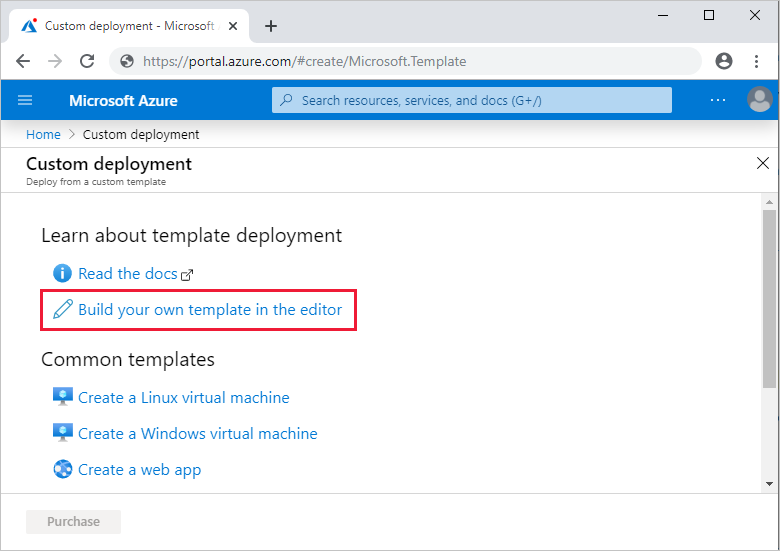 Custom deployment - Microsoft
https://portal.azure.com/#create/Microsoft.Template
Microsoft Azure
Search resources, services, and docs (G+/)
Home > Custom deployment
Custom deployment
Deploy from a custom template
Learn about template deployment
Read the docs
Build your own template in the editor
Common templates
Create a Linux virtual machine
Create a Windows virtual machine
Create a web app
Purchase